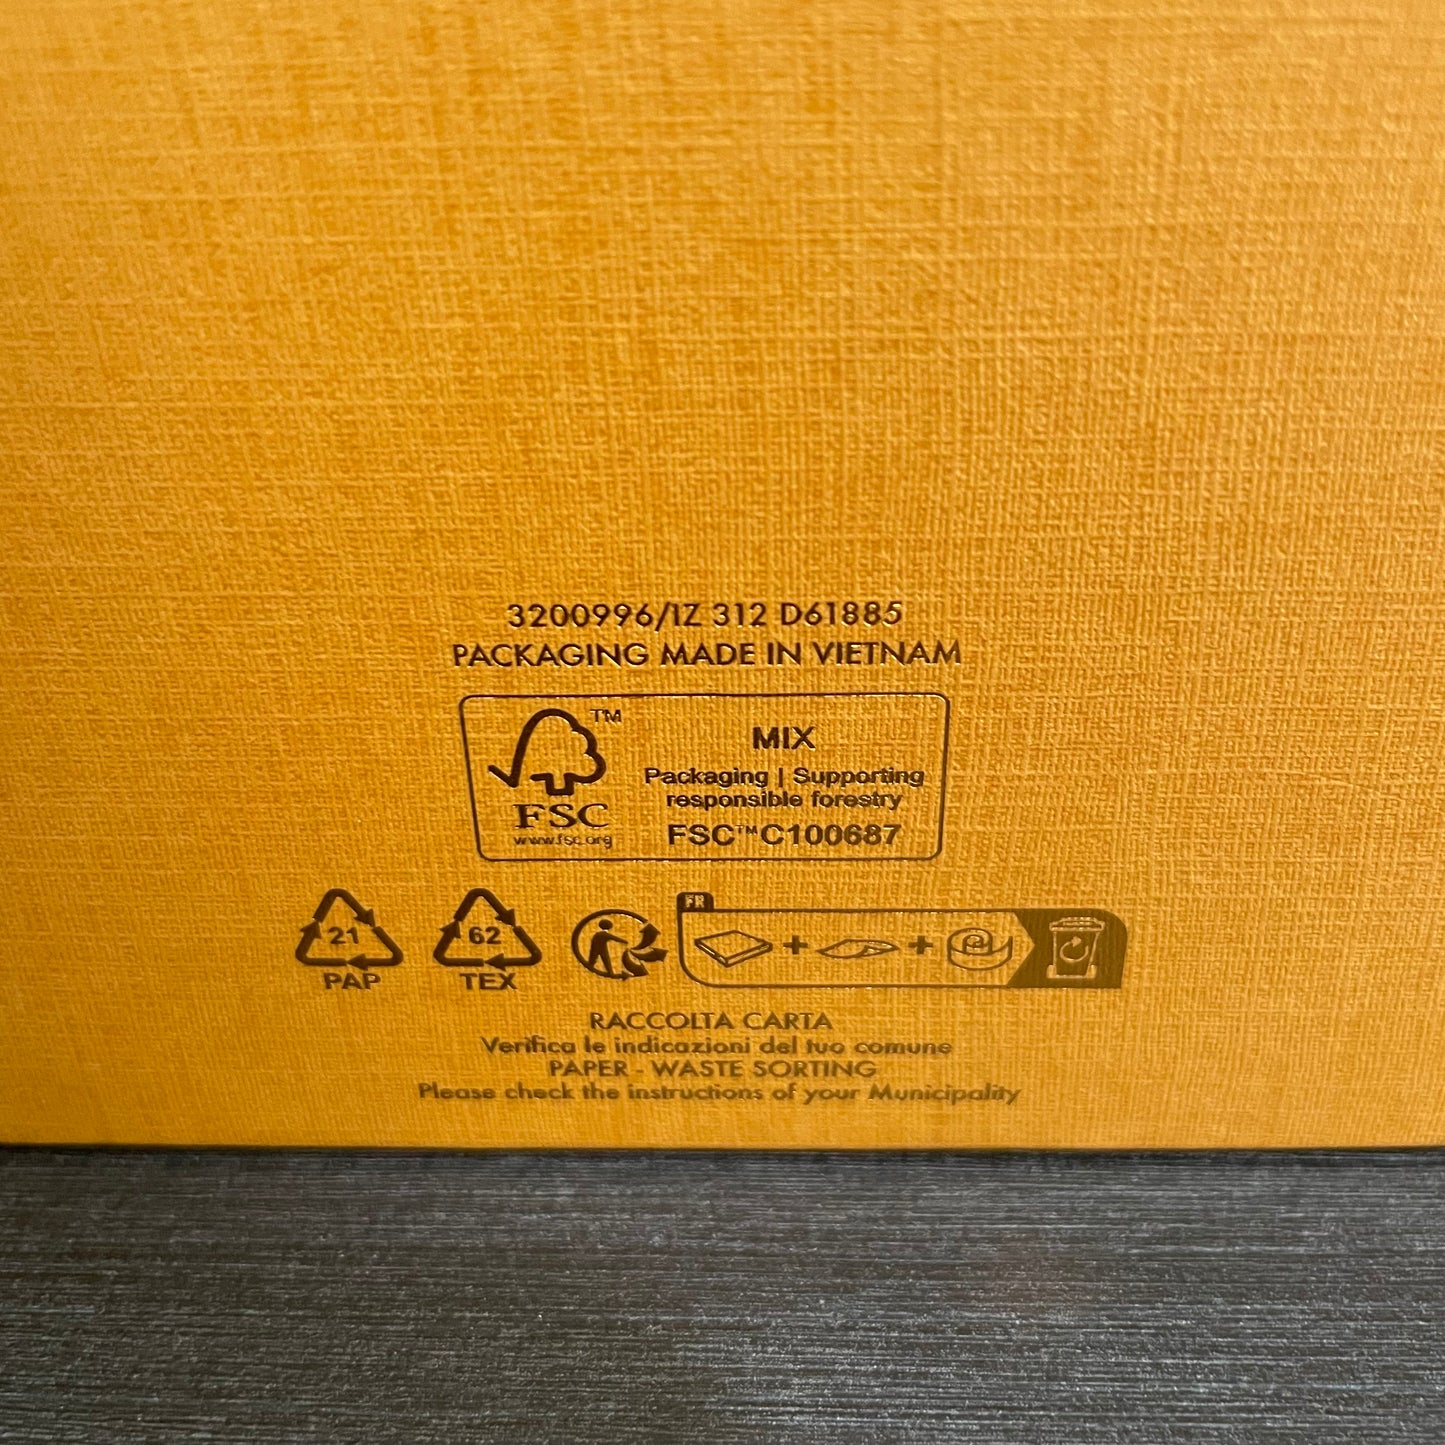 3200996/IZ 312 D61885
PACKAGING MADE IN VIETNAM
TM
FSC
www.fsc.org
MIX
Packaging | Supporting
responsible forestry
FSC™ C100687
21
PAP
62
TEX
FR
+ +
RACCOLTA CARTA
Verifica le indicazioni del tuo comune
PAPER - WASTE SORTING
Please check the instructions of your Municipality